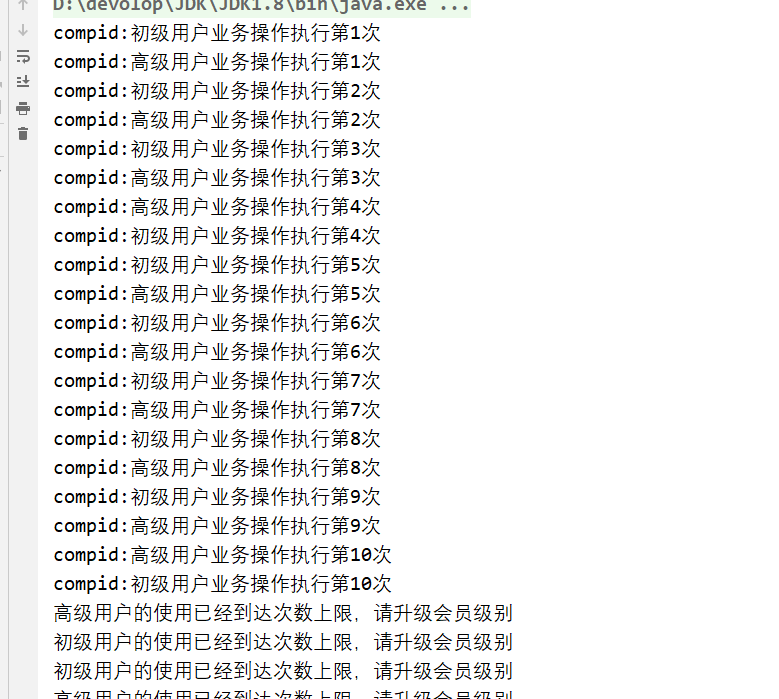 D:\devolop\JDK\JDK1.8\bin\java.exe ...
compid:初级用户业务操作执行第1次
compid:高级用户业务操作执行第1次
compid:初级用户业务操作执行第2次
compid:高级用户业务操作执行第2次
compid:初级用户业务操作执行第3次
compid:高级用户业务操作执行第3次
compid:高级用户业务操作执行第4次
compid:初级用户业务操作执行第4次
compid:初级用户业务操作执行第5次
compid:高级用户业务操作执行第5次
compid:初级用户业务操作执行第6次
compid:高级用户业务操作执行第6次
compid:初级用户业务操作执行第7次
compid:高级用户业务操作执行第7次
compid:初级用户业务操作执行第8次
compid:高级用户业务操作执行第8次
compid:初级用户业务操作执行第9次
compid:高级用户业务操作执行第9次
compid:高级用户业务操作执行第10次
compid:初级用户业务操作执行第10次
高级用户的使用已经到达次数上限，请升级会员级别
初级用户的使用已经到达次数上限，请升级会员级别
初级用户的使用已经到达次数上限，请升级会员级别
高级用户的使用已经到达次数上限，请升级会员级别